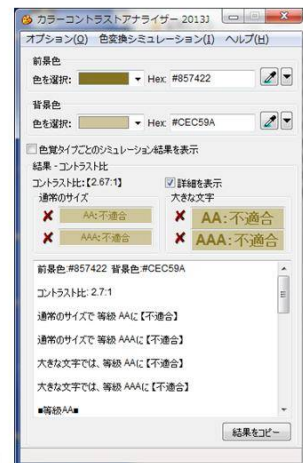 カラーコントラストアナライザー 2013J
オプション(O) 色変換シミュレーション(I) ヘルプ(H)
前景色
色を選択: Hex: #857422
背景色
色を選択: Hex: #CEC59A
色覚タイプごとのシミュレーション結果を表示
結果 - コントラスト比
コントラスト比:【2.67:1】 詳細を表示
通常のサイズ 大きな文字
AA:不適合 AA:不適合
AAA:不適合 AAA:不適合
前景色:#857422 背景色:#CEC59A
コントラスト比: 2.7:1
通常のサイズで 等級 AAに【不適合】
通常のサイズで 等級 AAAに【不適合】
大きな文字では、等級 AAに【不適合】
大きな文字では、等級 AAAに【不適合】
■等級AA■
結果をコピー